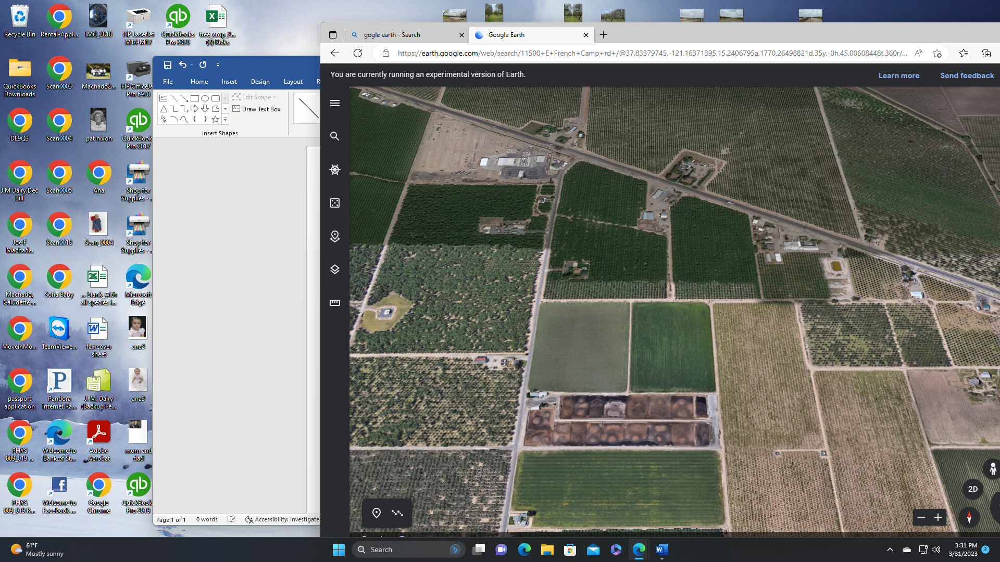 Recycle Bin
Rental-Appl...
IMG_2818
HP LaserJet
M14-M17
QuickBooks
Pro 2020
tree_crop_2...
(2) Ricks
QuickBooks
Downloads
Scan0003
Machado2...
HP OfficeJe
Pro 6970
DE9Q3
Scan0004
pat nixon
QuickBook
Pro 2017
J M Dairy Dec
Bill
Scan0005
Ana
Shop for
Supplies - ...
Joe F
Machad...
Scan0018
Scan_0004
Shop for
Supplies - ...
Machado,
Caludette ...
Sofia Baby
... blank_with
all species l...
Microsoft
Edge
MoveinMo...
TeamViewe...
fax cover
sheet
ana2
passport
application
Pandora
Internet Ra...
J. M. Dairy
(Backup Fe...
ana3
PHYS
009_019 ...
Welcome to
Bank of St...
Adobe
Acrobat
mom and
dad
PHYS
009_019 R...
Welcome to
Facebook ...
Google
Chrome
QuickBook
Pro 2019
File
Home
Insert
Design
Layout
R
Edit Shape
Draw Text Box
Insert Shapes
Page 1 of 1
0 words
Accessibility: Investigate
gogle earth - Search
Google Earth
https://earth.google.com/web/search/11500+E+French+Camp+rd+/@37.83379745,-121.16371395,15.2406795a,1770.26498821d,35y,-0h,45.00608448t,360r/...
You are currently running an experimental version of Earth.
Learn more
Send feedback
2D
61°F
Mostly sunny
Search
3:31 PM
3/31/2023
3